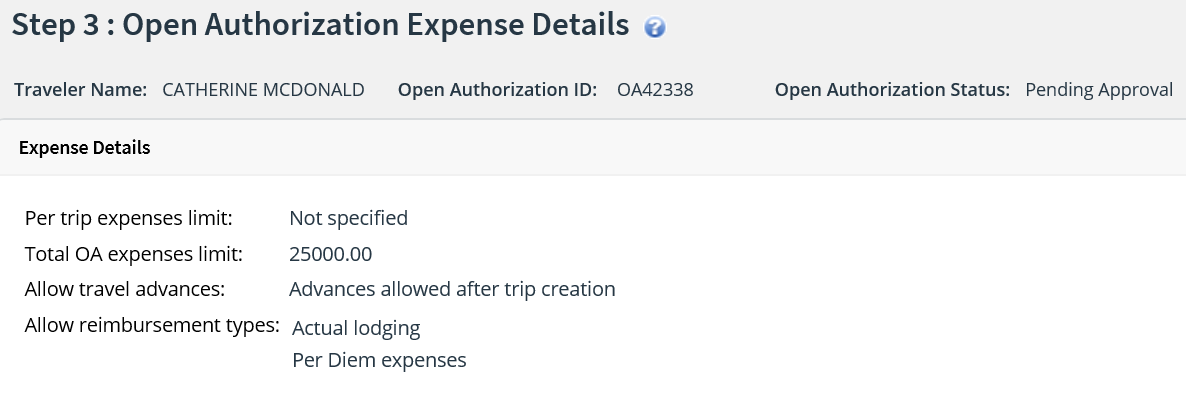 Step 3 : Open Authorization Expense Details ?
Traveler Name: CATHERINE MCDONALD Open Authorization ID: OA42338 Open Authorization Status: Pending Approval
Expense Details
Per trip expenses limit: Not specified
Total OA expenses limit: 25000.00
Allow travel advances: Advances allowed after trip creation
Allow reimbursement types: Actual lodging
Per Diem expenses